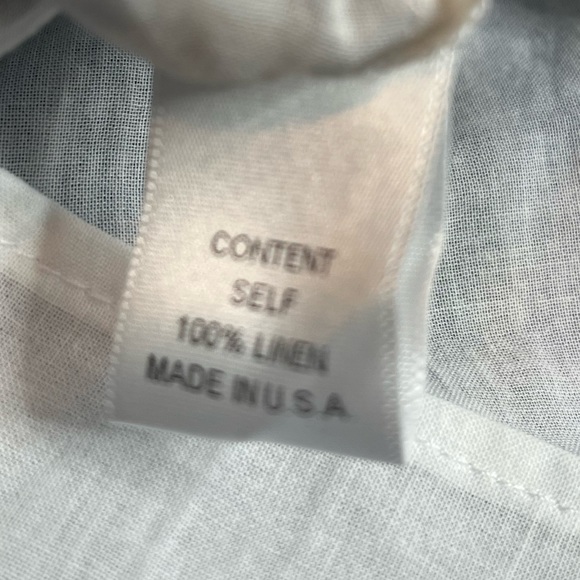 CONTENT
SELF
100% LINEN
MADE IN U.S.A